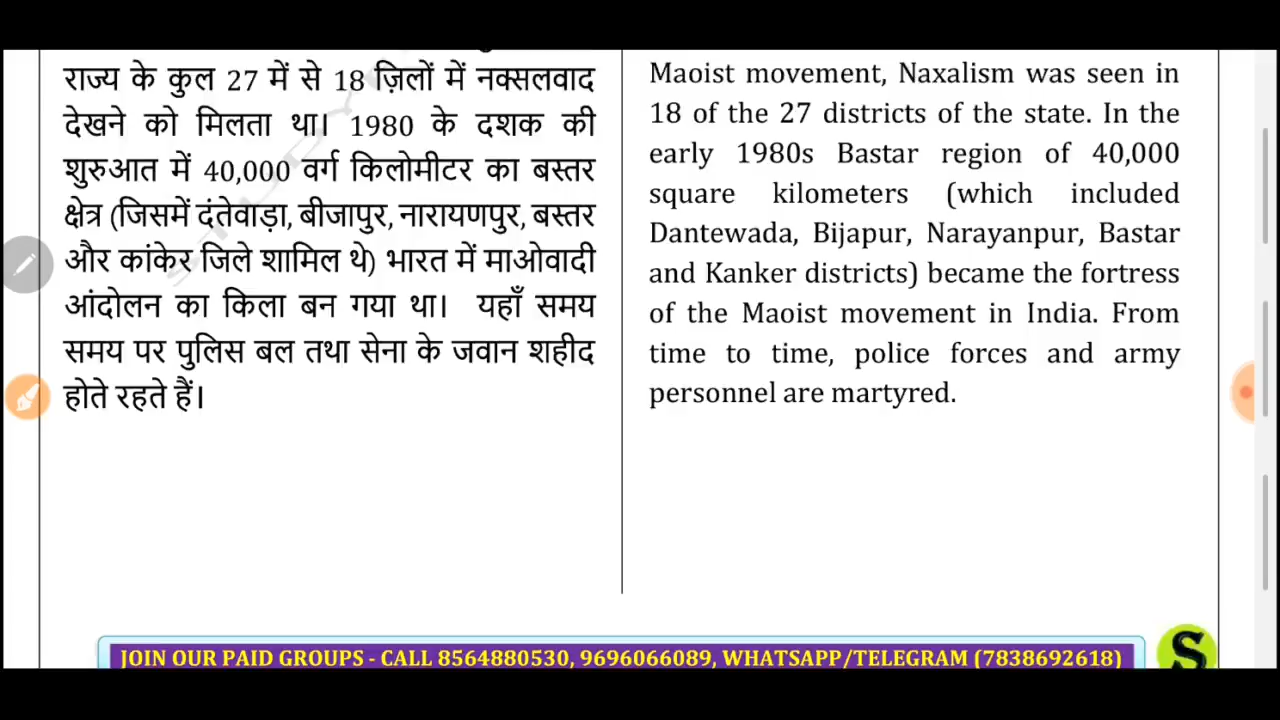 राज्य के कुल 27 में से 18 ज़िलों में नक्सलवाद
देखने को मिलता था। 1980 के दशक की
शुरुआत में 40,000 वर्ग किलोमीटर का बस्तर
क्षेत्र (जिसमें दंतेवाड़ा, बीजापुर, नारायणपुर, बस्तर
और कांकेर जिले शामिल थे) भारत में माओवादी
आंदोलन का किला बन गया था। यहाँ समय
समय पर पुलिस बल तथा सेना के जवान शहीद
होते रहते हैं।
Maoist movement, Naxalism was seen in
18 of the 27 districts of the state. In the
early 1980s Bastar region of 40,000
square kilometers (which included
Dantewada, Bijapur, Narayanpur, Bastar
and Kanker districts) became the fortress
of the Maoist movement in India. From
time to time, police forces and army
personnel are martyred.
JOIN OUR PAID GROUPS - CALL 8564880530, 9696066089, WHATSAPP/TELEGRAM (7838692618)
S